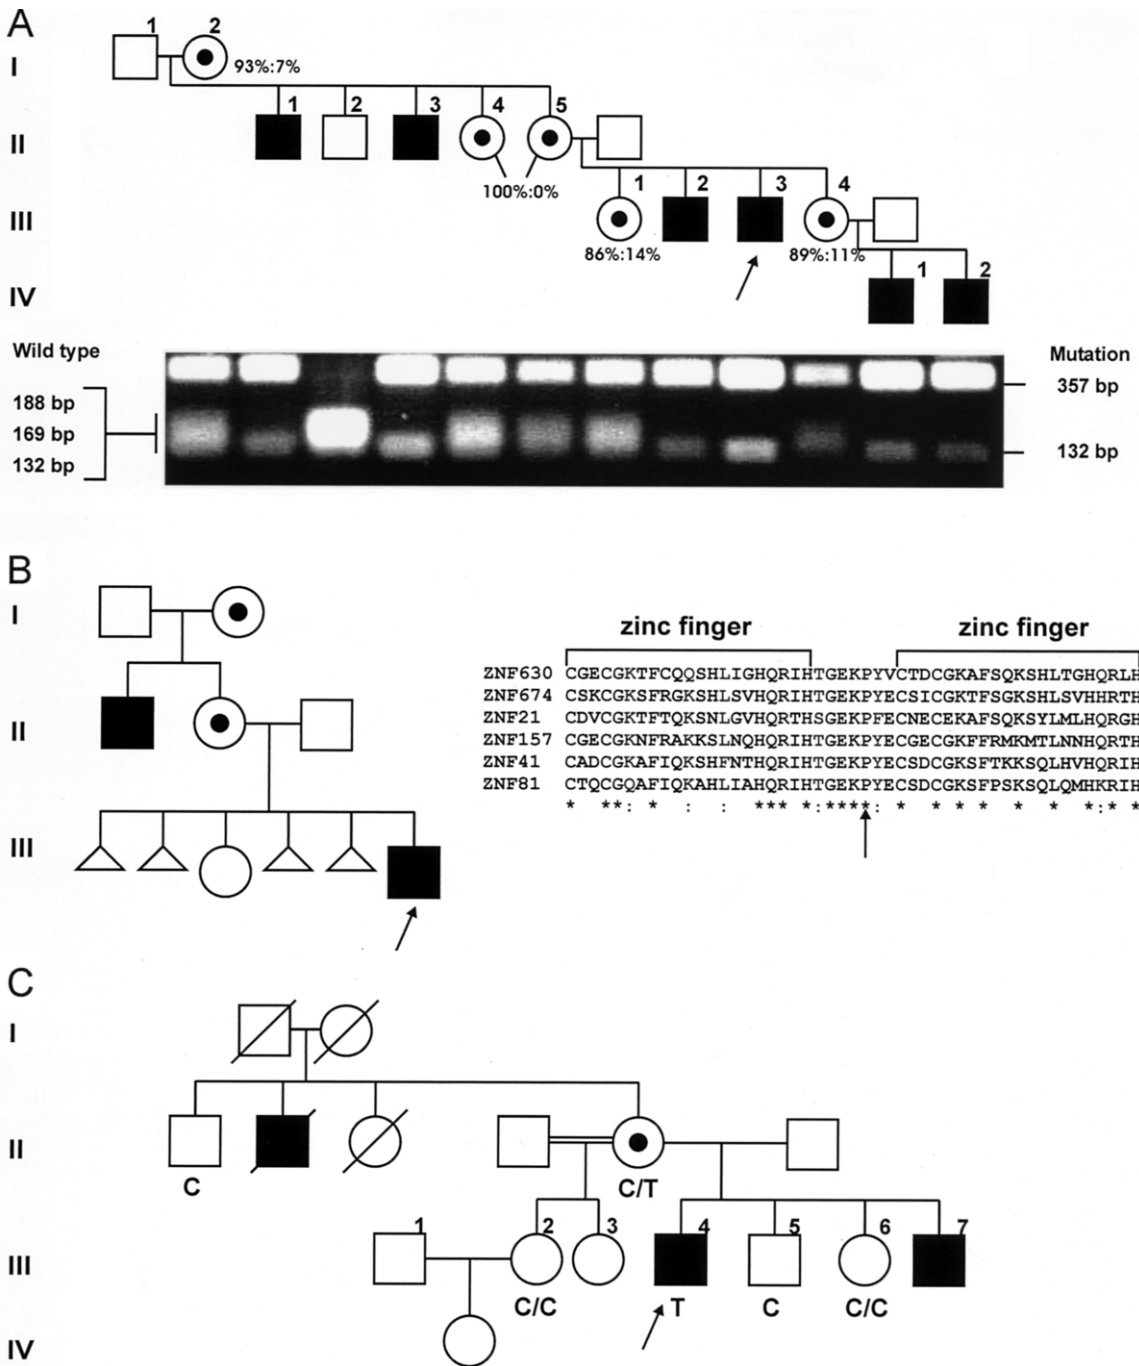 A
1
2
I
93%:7%
1 2 3 4 5
II
100%:0%
1 2 3 4
III
86%:14% 89%:11%
1 2
IV
Wild type
Mutation
188 bp
357 bp
169 bp
132 bp
132 bp
B
I
zinc finger zinc finger
ZNF630 CGECGKTFCQQSHLIGHQRIHTGEKPYVCTDCGKAFSQKSHLTGHQRLH
ZNF674 CSKCGKSFRGKSHLSVHQRIHTGEKPYECSICGKTFSGKSHLSVHHRTH
II
ZNF21 CDVCGKTFTQKSNLGVHQRTHSGEKPFECNECEKAFSQKSYLMLHQRGH
ZNF157 CGECGKNFRAKKSLNQHQRIHTGEKPYECGECGKFFRMKMTLNNHQRTH
ZNF41 CADCGKAFIQKSHFNTHQRIHTGEKPYECSDCGKSFTKKSQLHVHQRIH
ZNF81 CTQCGQAFIQKAHLIAHQRIHTGEKPYECSDCGKSFPSKSQLQMHKRIH
* **: * : : *** *:****: * ** * * * *:*
III
C
I
II
C C/T
1 2 3 4 5 6 7
III
C/C T C C/C
IV